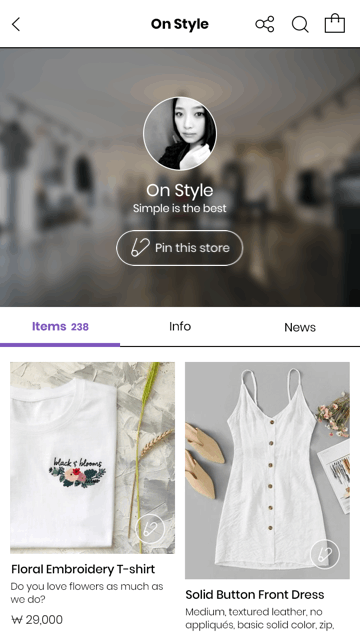 On Style
On Style
Simple is the best
Pin this store
Items 238
Info
News
black & blooms
Floral Embroidery T-shirt
Do you love flowers as much as
we do?
₩ 29,000
Solid Button Front Dress
Medium, textured leather, no
appliqués, basic solid color, zip,